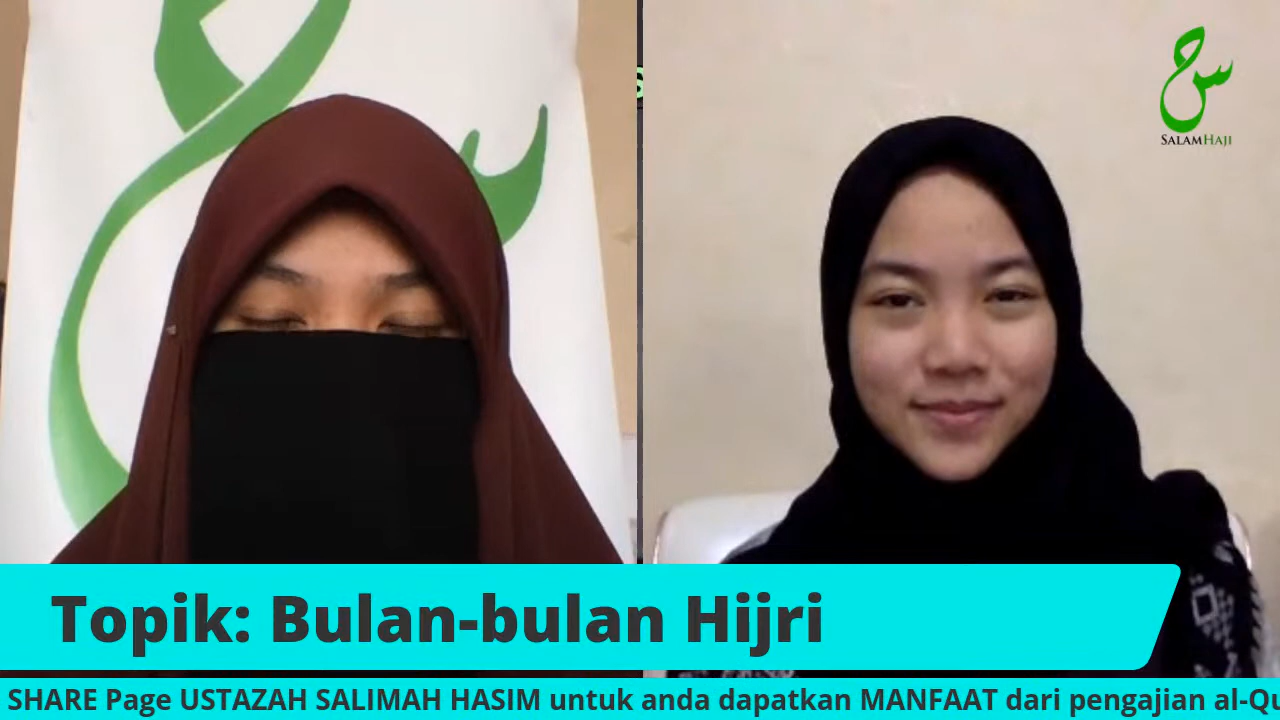 SALAMHAJI
Topik: Bulan-bulan Hijri
SHARE Page USTAZAH SALIMAH HASIM untuk anda dapatkan MANFAAT dari pengajian al-Qu